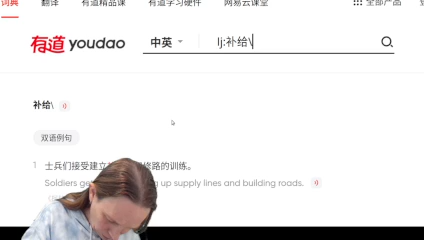 词典 翻译 有道精品课 有道学习硬件 网易云课堂 全部产品
有道 youdao 中英 lj:补给\
补给\
双语例句
1 士兵们接受建立 修路的训练。
Soldiers get up supply lines and building roads.